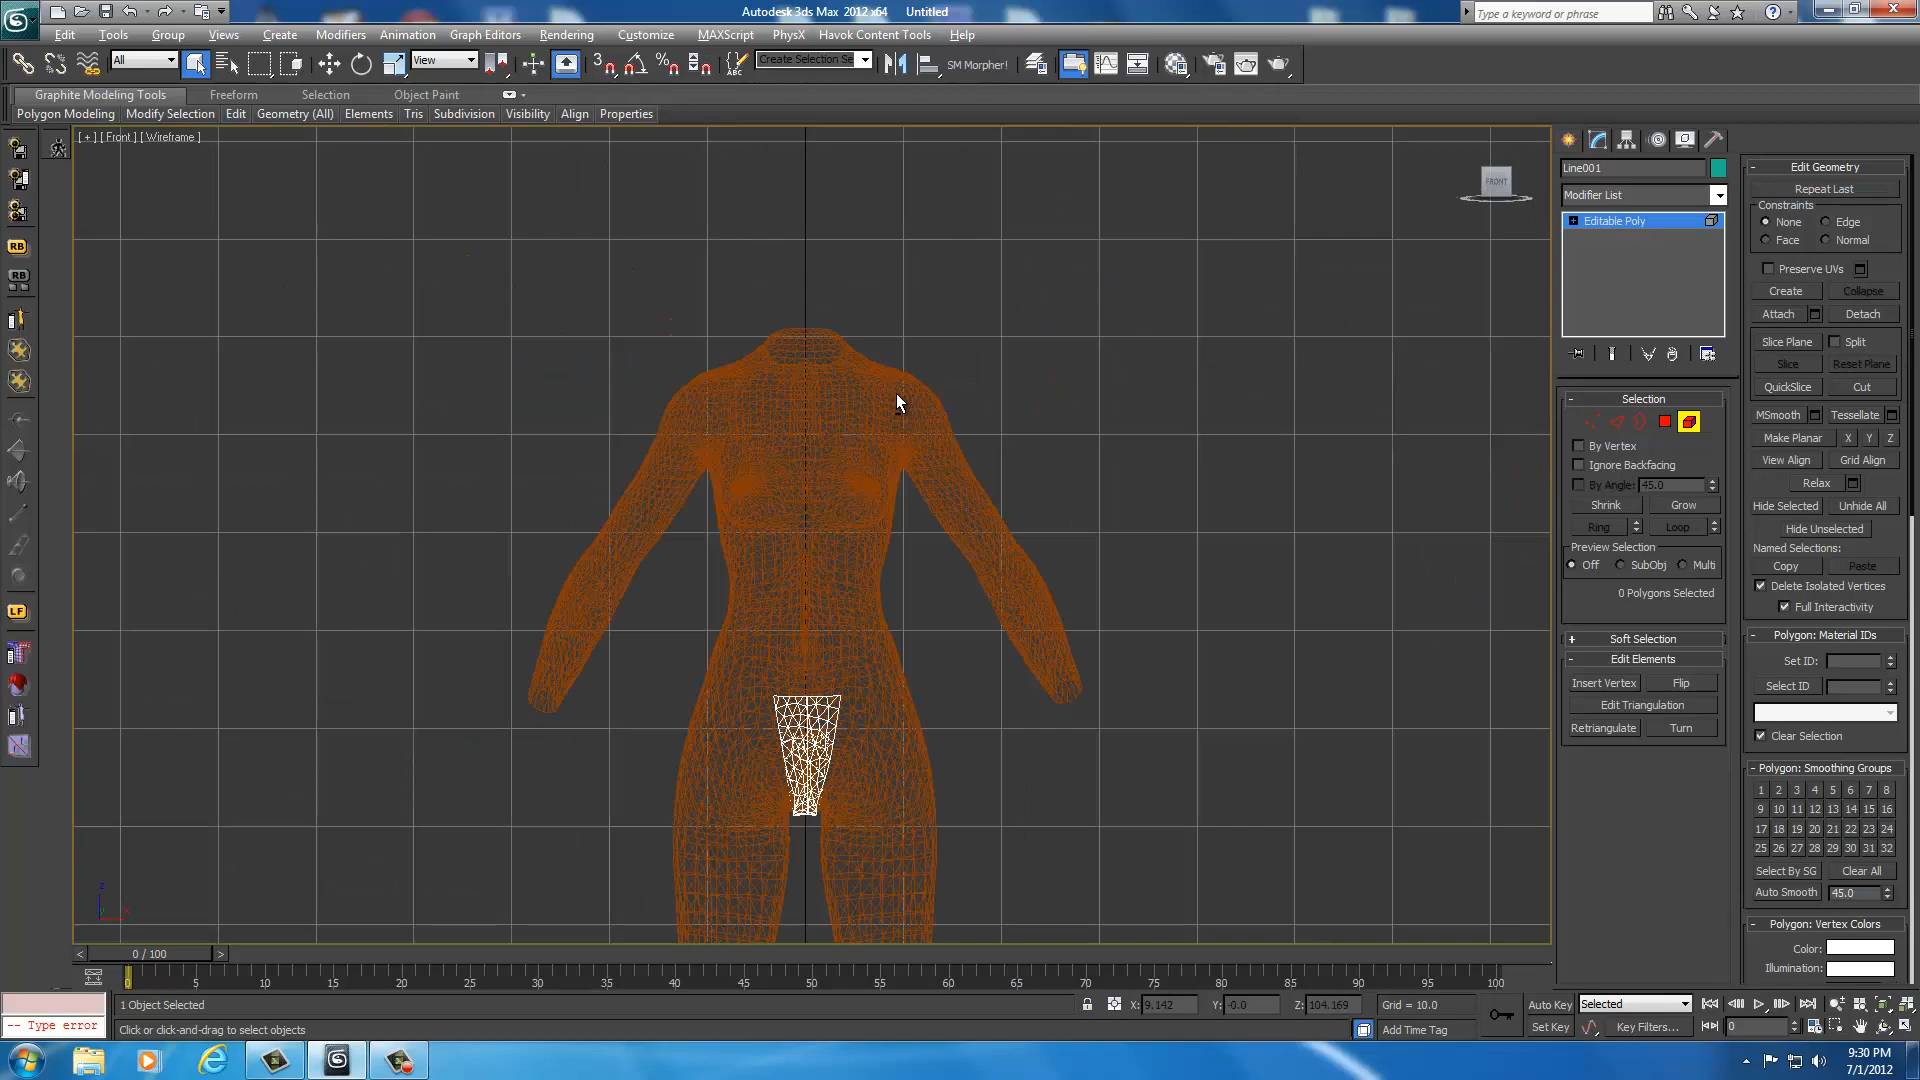 Autodesk 3ds Max 2012 x64 Untitled
Type a keyword or phrase
Edit Tools Group Views Create Modifiers Animation Graph Editors Rendering Customize MAXScript PhysX Havok Content Tools Help
All View Create Selection Se SM Morpher!
Graphite Modeling Tools Freeform Selection Object Paint
Polygon Modeling Modify Selection Edit Geometry (All) Elements Tris Subdivision Visibility Align Properties
[ + ] [ Front ] [ Wireframe ]
FRONT
RB
RB
LF
Line001
Modifier List
Editable Poly
Selection
By Vertex
Ignore Backfacing
By Angle: 45.0
Shrink Grow
Ring Loop
Preview Selection
Off SubObj Multi
0 Polygons Selected
Soft Selection
Edit Elements
Insert Vertex Flip
Edit Triangulation
Retriangulate Turn
Edit Geometry
Repeat Last
Constraints
None Edge
Face Normal
Preserve UVs
Create Collapse
Attach Detach
Slice Plane Split
Slice Reset Plane
QuickSlice Cut
MSmooth Tessellate
Make Planar X Y Z
View Align Grid Align
Relax
Hide Selected Unhide All
Hide Unselected
Named Selections:
Copy Paste
Delete Isolated Vertices
Full Interactivity
Polygon: Material IDs
Set ID:
Select ID
Clear Selection
Polygon: Smoothing Groups
1 2 3 4 5 6 7 8
9 10 11 12 13 14 15 16
17 18 19 20 21 22 23 24
25 26 27 28 29 30 31 32
Select By SG Clear All
Auto Smooth 45.0
Polygon: Vertex Colors
Color:
Illumination:
z
x
< 0 / 100 >
0 5 10 15 20 25 30 35 40 45 50 55 60 65 70 75 80 85 90 95 100
1 Object Selected X: 9.142 Y: -0.0 Z: 104.169 Grid = 10.0 Auto Key Selected
-- Type error Click or click-and-drag to select objects Add Time Tag Set Key Key Filters... 0
9:30 PM
7/1/2012